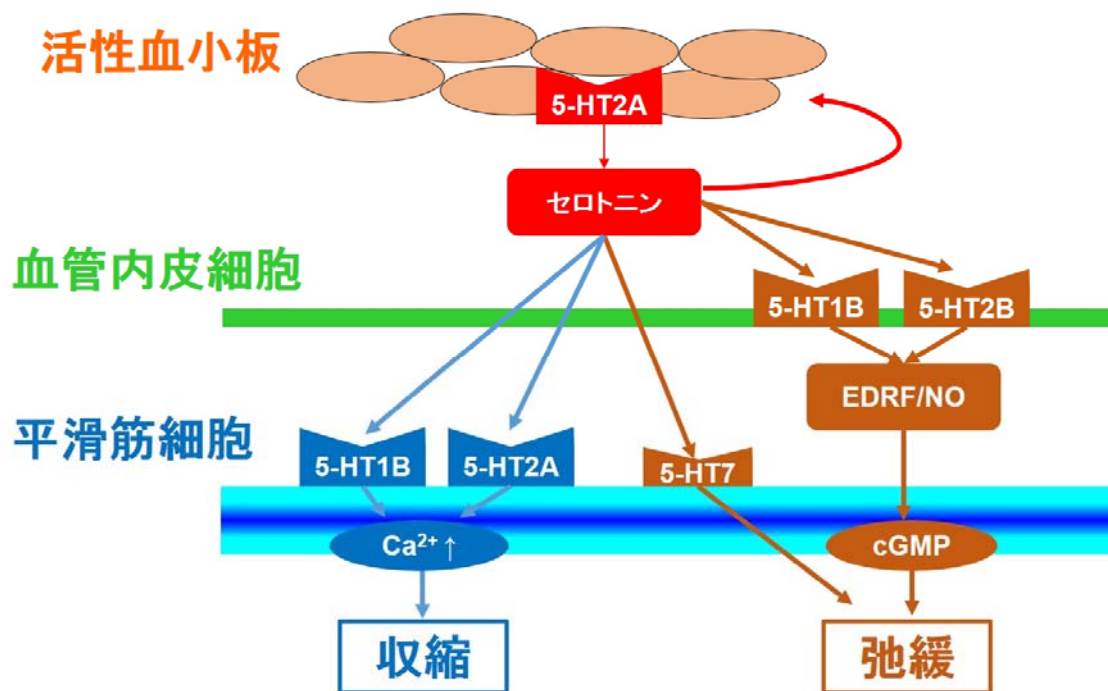 活性血小板
5-HT2A
セロトニン
血管内皮細胞
5-HT1B
5-HT2B
EDRF/NO
平滑筋細胞
5-HT1B
5-HT2A
5-HT7
Ca²⁺ ↑
cGMP
収縮
弛緩